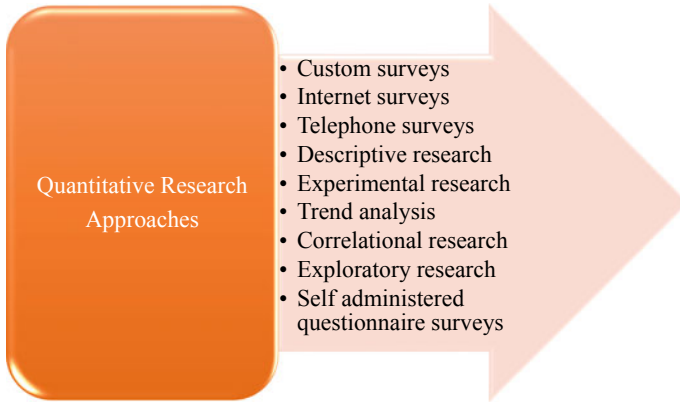 Quantitative Research
Approaches
• Custom surveys
• Internet surveys
• Telephone surveys
• Descriptive research
• Experimental research
• Trend analysis
• Correlational research
• Exploratory research
• Self administered
questionnaire surveys